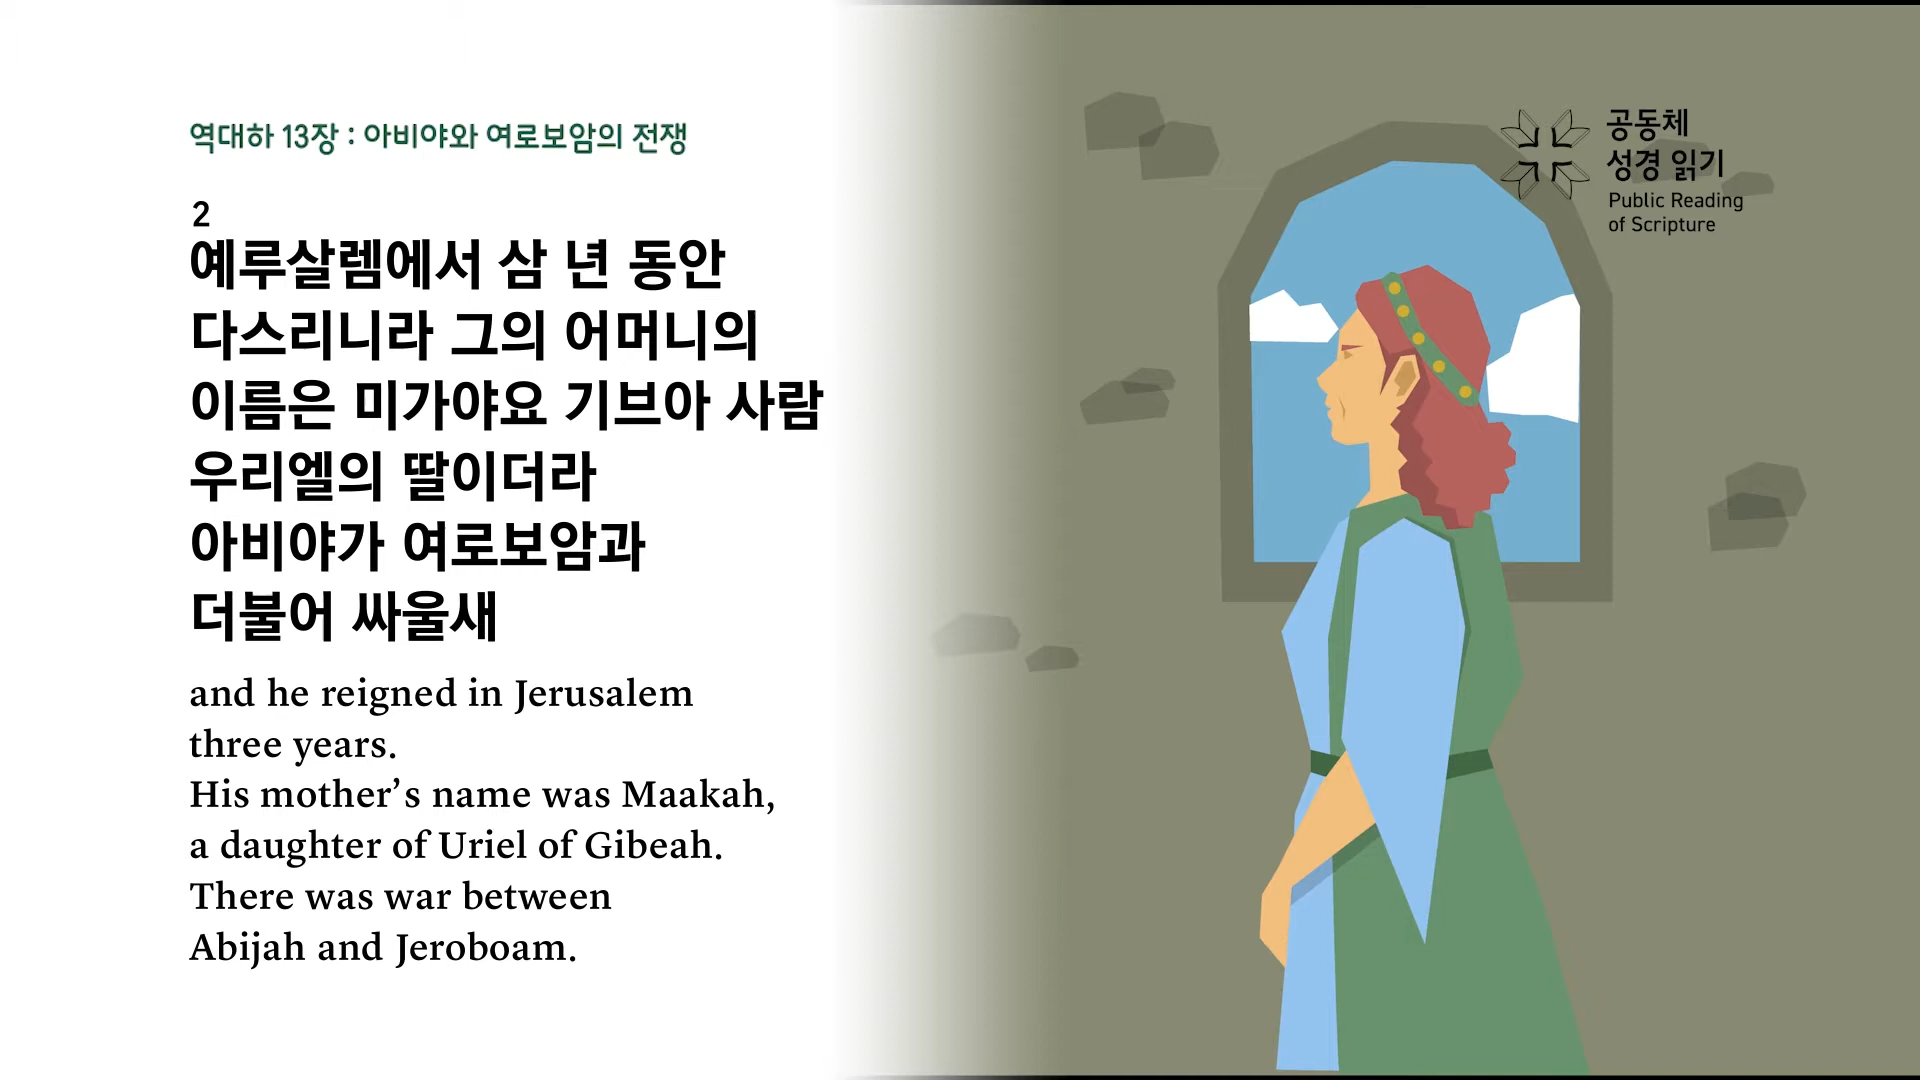 역대하 13장 : 아비야와 여로보암의 전쟁
2
예루살렘에서 삼 년 동안
다스리니라 그의 어머니의
이름은 미가야요 기브아 사람
우리엘의 딸이더라
아비야가 여로보암과
더불어 싸울새
and he reigned in Jerusalem
three years.
His mother’s name was Maakah,
a daughter of Uriel of Gibeah.
There was war between
Abijah and Jeroboam.
공동체
성경 읽기
Public Reading
of Scripture